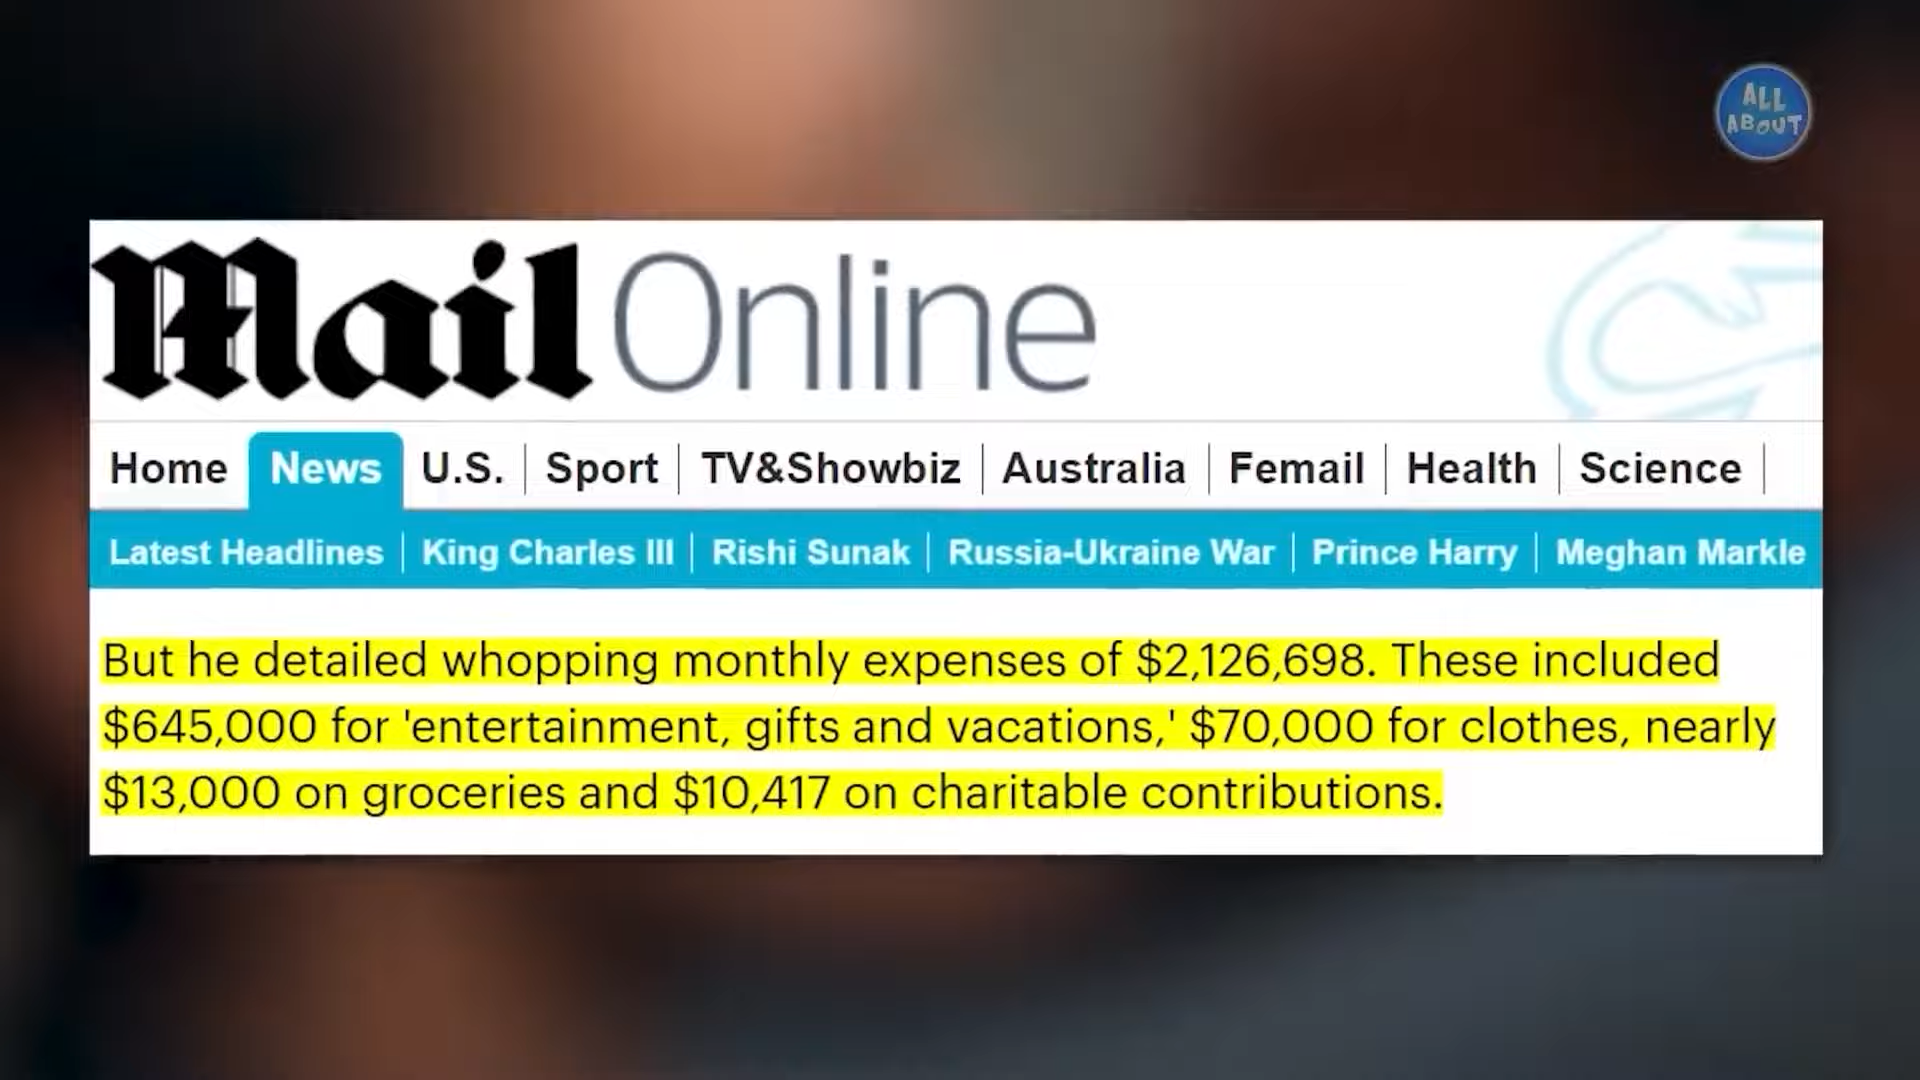 ALL
ABOUT
Mail Online
Home News U.S. Sport TV&Showbiz Australia Femail Health Science
Latest Headlines King Charles III Rishi Sunak Russia-Ukraine War Prince Harry Meghan Markle
But he detailed whopping monthly expenses of $2,126,698. These included
$645,000 for 'entertainment, gifts and vacations,' $70,000 for clothes, nearly
$13,000 on groceries and $10,417 on charitable contributions.